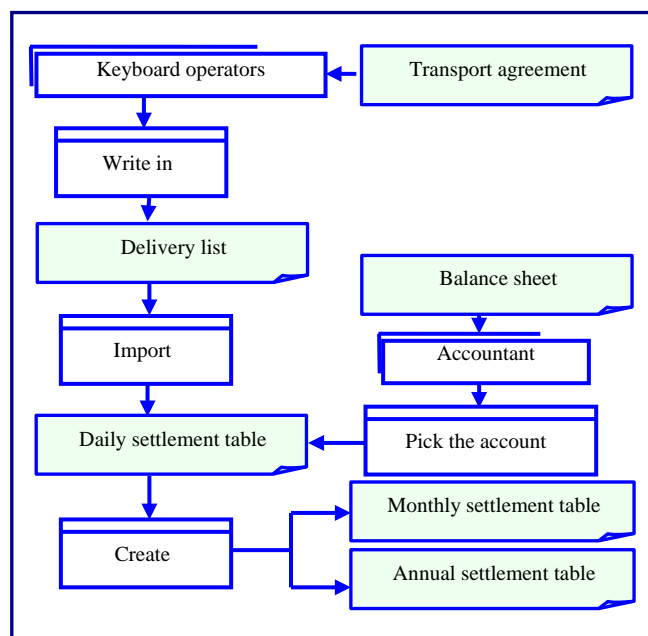 Keyboard operators
Transport agreement
Write in
Delivery list
Balance sheet
Import
Accountant
Daily settlement table
Pick the account
Monthly settlement table
Create
Annual settlement table